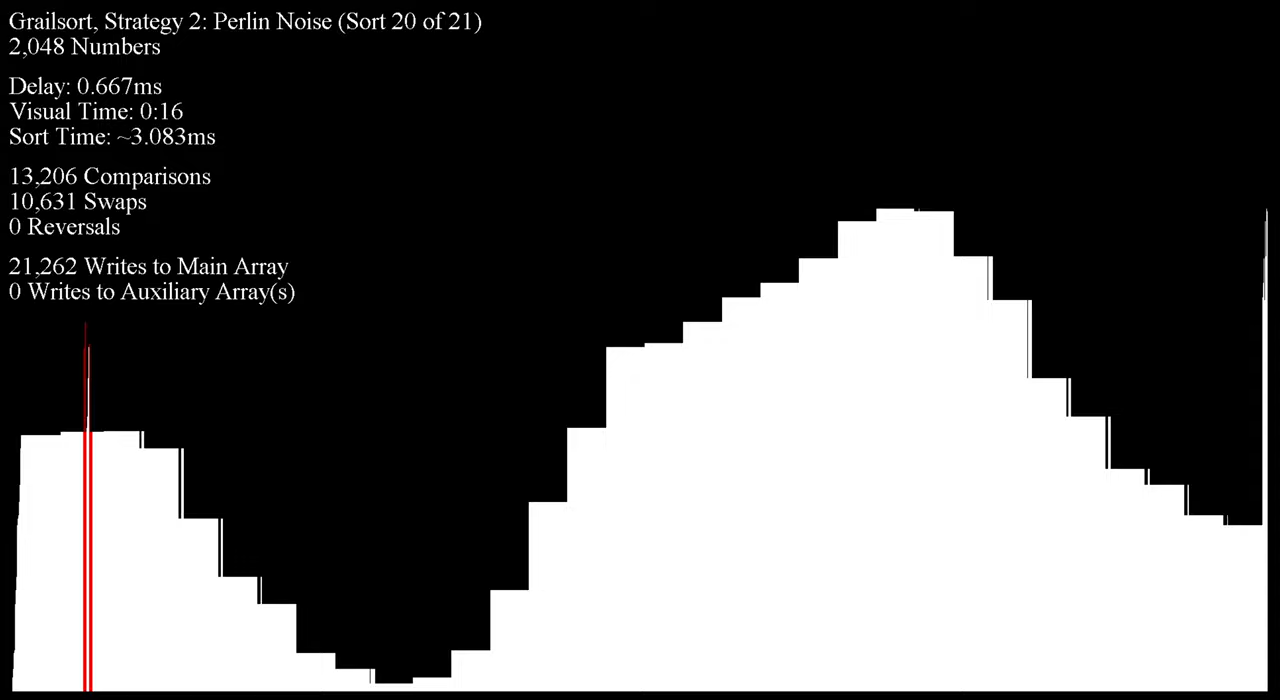 Grailsort, Strategy 2: Perlin Noise (Sort 20 of 21)
2,048 Numbers
Delay: 0.667ms
Visual Time: 0:16
Sort Time: ~3.083ms
13,206 Comparisons
10,631 Swaps
0 Reversals
21,262 Writes to Main Array
0 Writes to Auxiliary Array(s)